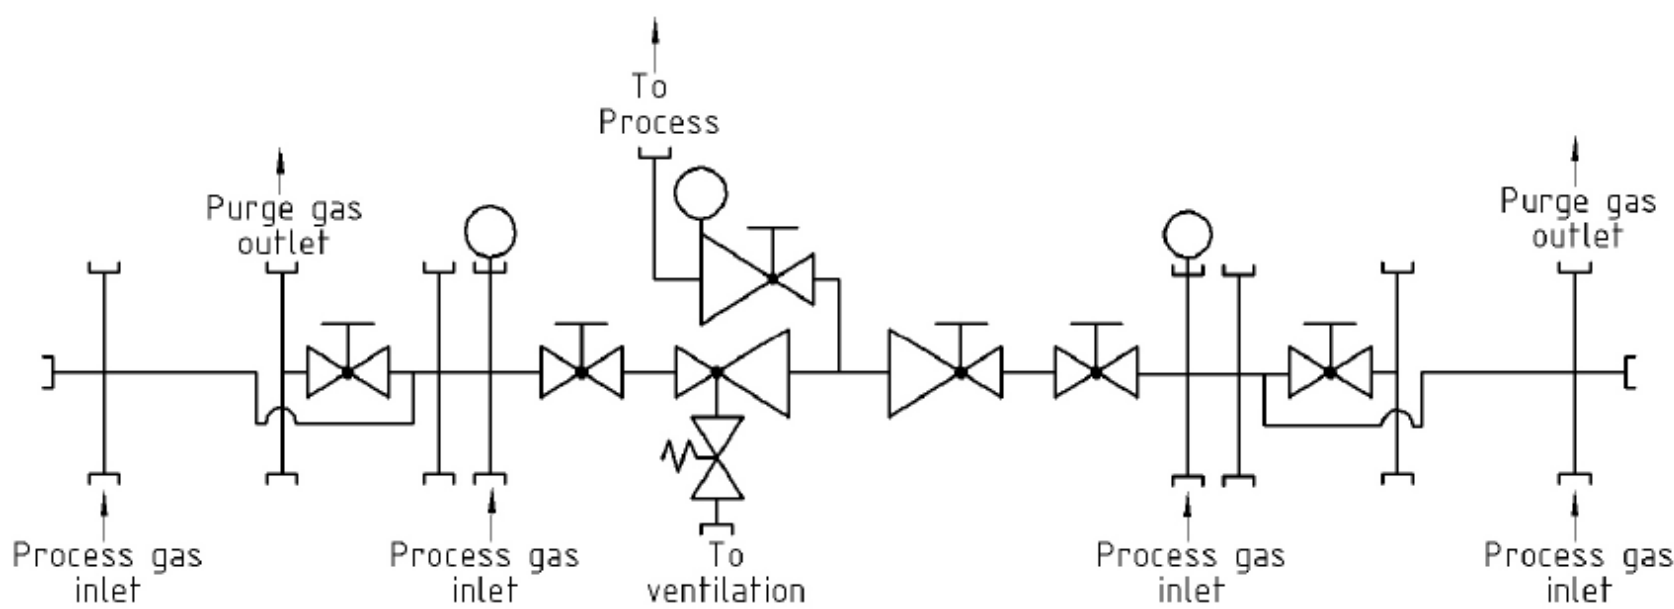 To
Process
Purge gas
outlet
Purge gas
outlet
Process gas
inlet
Process gas
inlet
To
ventilation
Process gas
inlet
Process gas
inlet